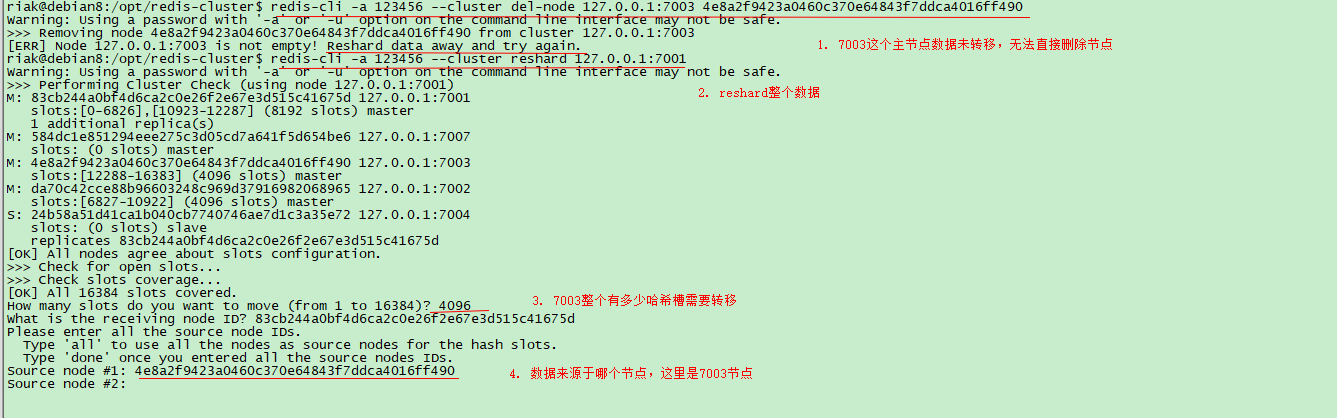 riak@debian8:/opt/redis-cluster$ redis-cli -a 123456 --cluster del-node 127.0.0.1:7003 4e8a2f9423a0460c370e64843f7ddca4016ff490
Warning: Using a password with '-a' or '-u' option on the command line interface may not be safe.
>>> Removing node 4e8a2f9423a0460c370e64843f7ddca4016ff490 from cluster 127.0.0.1:7003
[ERR] Node 127.0.0.1:7003 is not empty! Reshard data away and try again.
1. 7003这个主节点数据未转移，无法直接删除节点
riak@debian8:/opt/redis-cluster$ redis-cli -a 123456 --cluster reshard 127.0.0.1:7001
Warning: Using a password with '-a' or '-u' option on the command line interface may not be safe.
>>> Performing Cluster Check (using node 127.0.0.1:7001)
2. reshard整个数据
M: 83cb244a0bf4d6ca2c0e26f2e67e3d515c41675d 127.0.0.1:7001
slots:[0-6826],[10923-12287] (8192 slots) master
1 additional replica(s)
M: 584dc1e851294eee275c3d05cd7a641f5d654be6 127.0.0.1:7007
slots: (0 slots) master
M: 4e8a2f9423a0460c370e64843f7ddca4016ff490 127.0.0.1:7003
slots:[12288-16383] (4096 slots) master
M: da70c42cce88b96603248c969d37916982068965 127.0.0.1:7002
slots:[6827-10922] (4096 slots) master
S: 24b58a51d41ca1b040cb7740746ae7d1c3a35e72 127.0.0.1:7004
slots: (0 slots) slave
replicates 83cb244a0bf4d6ca2c0e26f2e67e3d515c41675d
[OK] All nodes agree about slots configuration.
>>> Check for open slots...
>>> Check slots coverage...
[OK] All 16384 slots covered.
How many slots do you want to move (from 1 to 16384)? 4096
3. 7003整个有多少哈希槽需要转移
What is the receiving node ID? 83cb244a0bf4d6ca2c0e26f2e67e3d515c41675d
Please enter all the source node IDs.
Type 'all' to use all the nodes as source nodes for the hash slots.
Type 'done' once you entered all the source nodes IDs.
Source node #1: 4e8a2f9423a0460c370e64843f7ddca4016ff490
4. 数据来源于哪个节点，这里是7003节点
Source node #2: